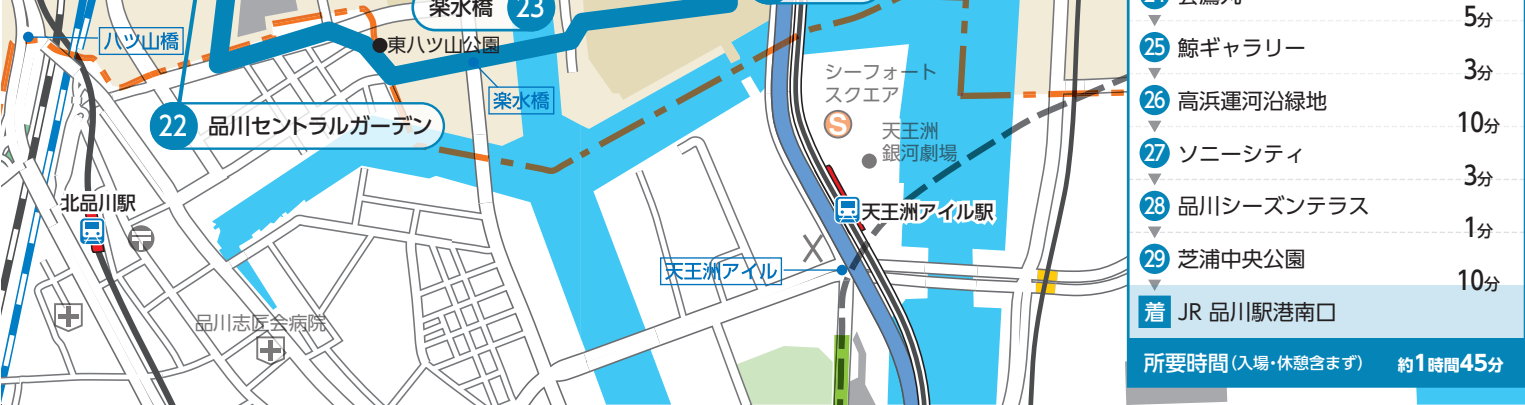 楽水橋 23
八ツ山橋
東八ツ山公園
楽水橋
22 品川セントラルガーデン
シーフォート
スクエア
S
天王洲
銀河劇場
北品川駅
天王洲アイル駅
天王洲アイル
品川志匠会病院
5分
25 鯨ギャラリー
3分
26 高浜運河沿緑地
10分
27 ソニーシティ
3分
28 品川シーズンテラス
1分
29 芝浦中央公園
10分
着 JR 品川駅港南口
所要時間(入場・休憩含まず) 約1時間45分